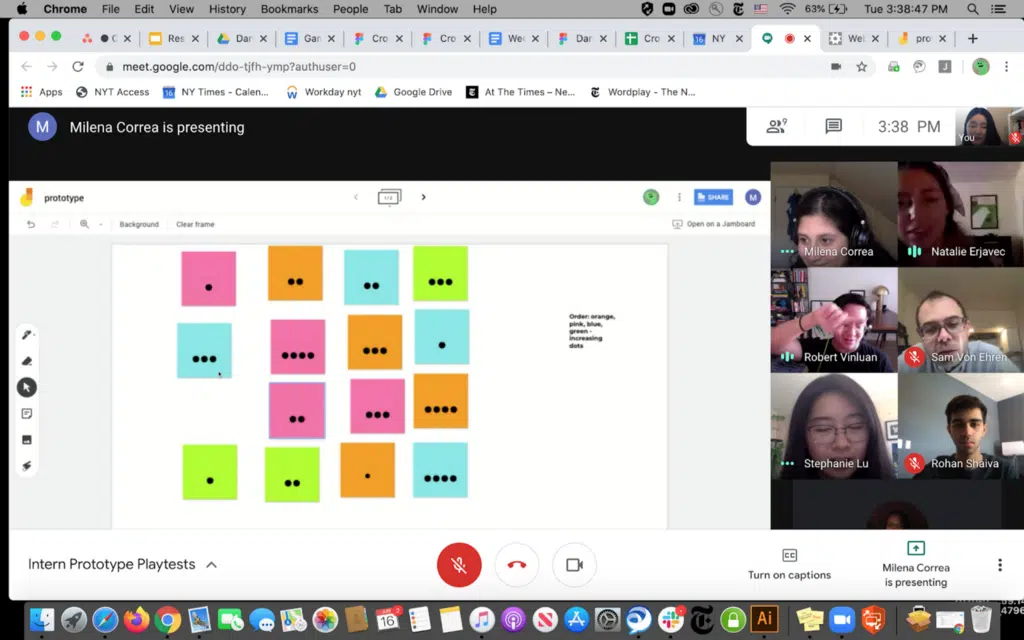 Chrome File Edit View History Bookmarks People Tab Window Help 63% Tue 3:38:47 PM
Res Dar Gar Cro Cro We Dar Cro NY Wei pro
meet.google.com/ddo-tjfh-ymp?authuser=0
Apps NYT Access NY Times - Calen... Workday nyt Google Drive At The Times – Ne... Wordplay - The N...
M Milena Correa is presenting
9 3:38 PM
You
prototype
SHARE M
Background Clear frame
Open on a Jamboard
Order: orange,
pink, blue,
green -
increasing
dots
Milena Correa Natalie Erjavec
Robert Vinluan Sam Von Ehren
Stephanie Lu Rohan Shaiva
Intern Prototype Playtests
Turn on captions
Milena Correa
is presenting
16
Ai